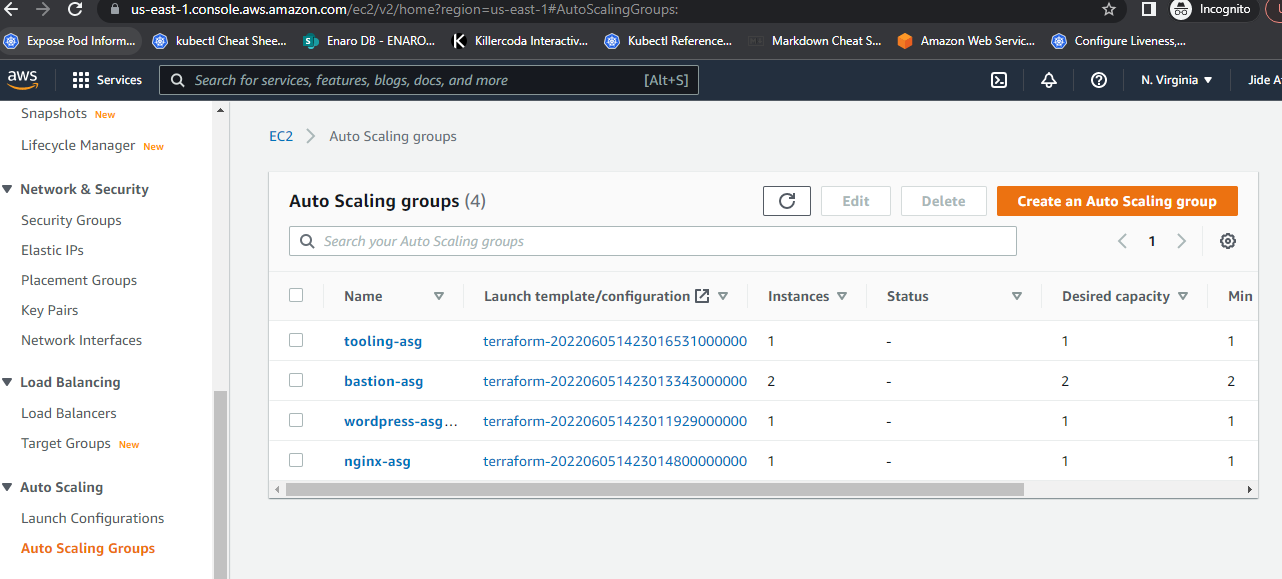 us-east-1.console.aws.amazon.com/ec2/v2/home?region=us-east-1#AutoScalingGroups:
Incognito
Expose Pod Inform... kubectl Cheat Shee... Enaro DB - ENARO... Killercoda Interactiv... Kubectl Reference... Markdown Cheat S... Amazon Web Servic... Configure Liveness,...
aws Services Search for services, features, blogs, docs, and more [Alt+S] N. Virginia Jide A
Snapshots New
Lifecycle Manager New
Network & Security
Security Groups
Elastic IPs
Placement Groups
Key Pairs
Network Interfaces
Load Balancing
Load Balancers
Target Groups New
Auto Scaling
Launch Configurations
Auto Scaling Groups
EC2 > Auto Scaling groups
Auto Scaling groups (4) Edit Delete Create an Auto Scaling group
Search your Auto Scaling groups 1
Name Launch template/configuration Instances Status Desired capacity Min
tooling-asg terraform-202206051423016531000000 1 - 1 1
bastion-asg terraform-202206051423013343000000 2 - 2 2
wordpress-asg... terraform-202206051423011929000000 1 - 1 1
nginx-asg terraform-202206051423014800000000 1 - 1 1